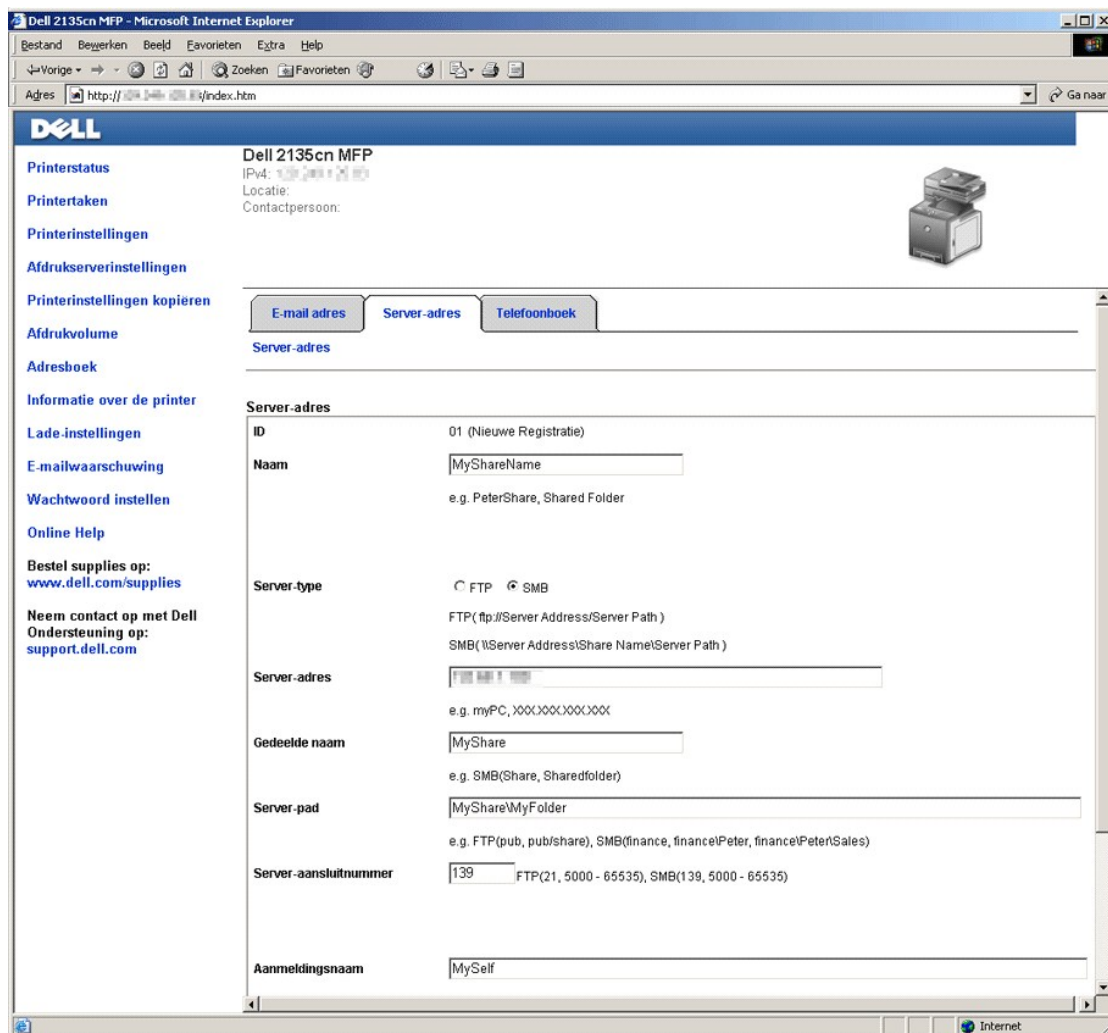 Dell 2135cn MFP - Microsoft Internet Explorer
Bestand Bewerken Beeld Favorieten Extra Help
Vorige Zoeken Favorieten
Adres http:// /index.htm Ga naar
DELL
Printerstatus
Printertaken
Printerinstellingen
Afdrukserverinstellingen
Printerinstellingen kopiëren
Afdrukvolume
Adresboek
Informatie over de printer
Lade-instellingen
E-mailwaarschuwing
Wachtwoord instellen
Online Help
Bestel supplies op:
www.dell.com/supplies
Neem contact op met Dell
Ondersteuning op:
support.dell.com
Dell 2135cn MFP
IPv4:
Locatie:
Contactpersoon:
E-mail adres Server-adres Telefoonboek
Server-adres
Server-adres
ID 01 (Nieuwe Registratie)
Naam MyShareName
e.g. PeterShare, Shared Folder
Server-type FTP SMB
FTP( ftp://Server Address/Server Path )
SMB( \\Server Address\Share Name\Server Path )
Server-adres
e.g. myPC, XXX.XXX.XXX.XXX
Gedeelde naam MyShare
e.g. SMB(Share, Sharedfolder)
Server-pad MyShare\MyFolder
e.g. FTP(pub, pub/share), SMB(finance, finance\Peter, finance\Peter\Sales)
Server-aansluitnummer 139 FTP(21, 5000 - 65535), SMB(139, 5000 - 65535)
Aanmeldingsnaam MySelf
Internet